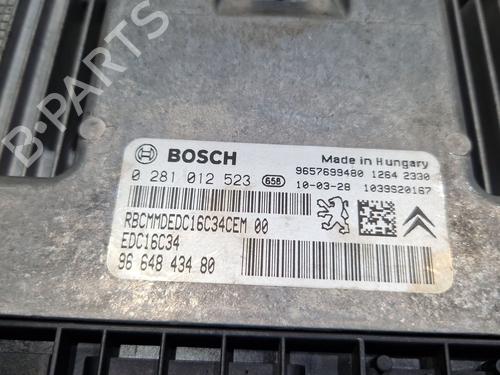 B-PARTS
BOSCH
Made in Hungary
0 281 012 523 658
9657699480 1264 2330
10-03-28 1039S20167
RBCMMDEDC16C34CEM 00
EDC16C34
96 648 434 80